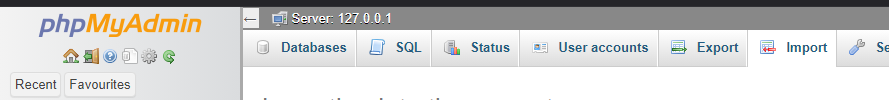 phpMyAdmin
Recent Favourites
Server: 127.0.0.1
Databases SQL Status User accounts Export Import